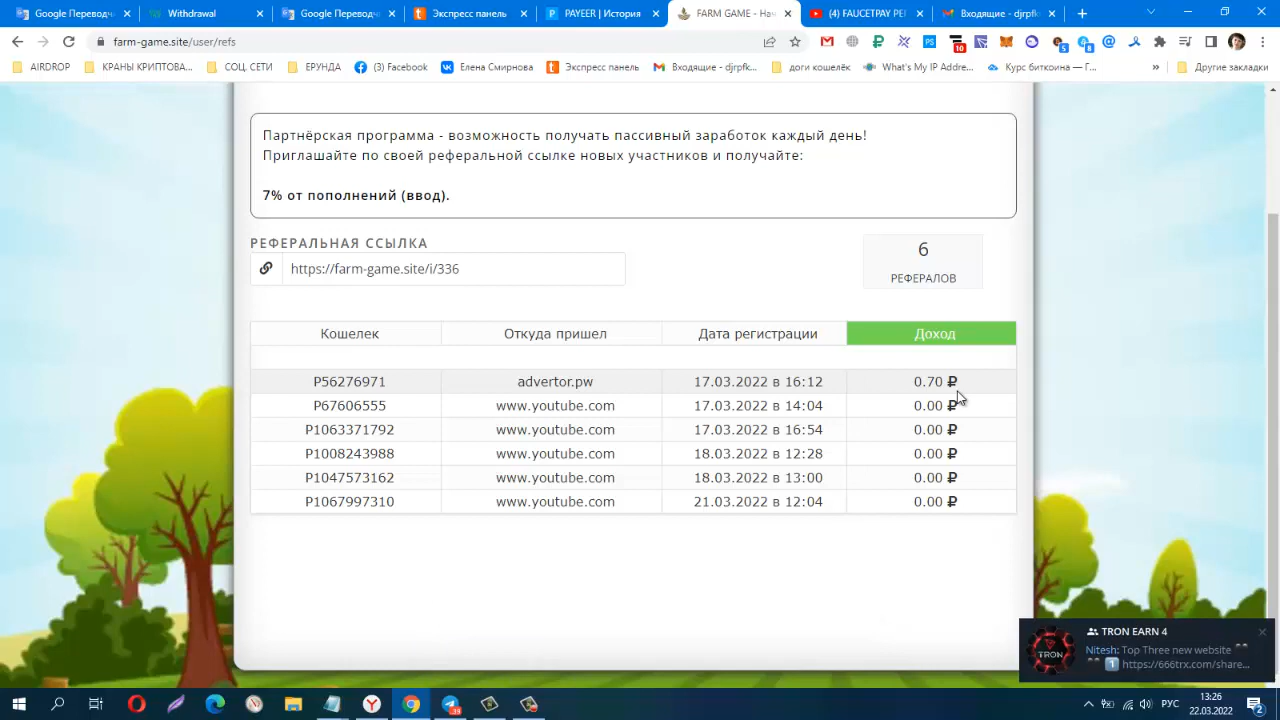 Google Переводч
Withdrawal
Google Переводч
Экспресс панель
PAYEER | История
FARM GAME - Нач
(4) FAUCETPAY РЕГ
Входящие - djrpfk
farm-game.site/user/refs
AIRDROP
КРАНЫ КРИПТОВА...
СОЦ. СЕТИ
ЕРУНДА
(3) Facebook
Елена Смирнова
Экспресс панель
Входящие - djrpfk...
доги кошелёк
What's My IP Addre...
Курс биткоина — Г...
»
Другие закладки
Партнёрская программа - возможность получать пассивный заработок каждый день!
Приглашайте по своей реферальной ссылке новых участников и получайте:
7% от пополнений (ввод).
РЕФЕРАЛЬНАЯ ССЫЛКА
https://farm-game.site/i/336
6
РЕФЕРАЛОВ
Кошелек Откуда пришел Дата регистрации Доход
P56276971 advertor.pw 17.03.2022 в 16:12 0.70 ₽
P67606555 www.youtube.com 17.03.2022 в 14:04 0.00 ₽
P1063371792 www.youtube.com 17.03.2022 в 16:54 0.00 ₽
P1008243988 www.youtube.com 18.03.2022 в 12:28 0.00 ₽
P1047573162 www.youtube.com 18.03.2022 в 13:00 0.00 ₽
P1067997310 www.youtube.com 21.03.2022 в 12:04 0.00 ₽
TRON EARN 4
Nitesh: Top Three new website
1 https://666trx.com/share...
TRON
РУС
13:26
22.03.2022
2